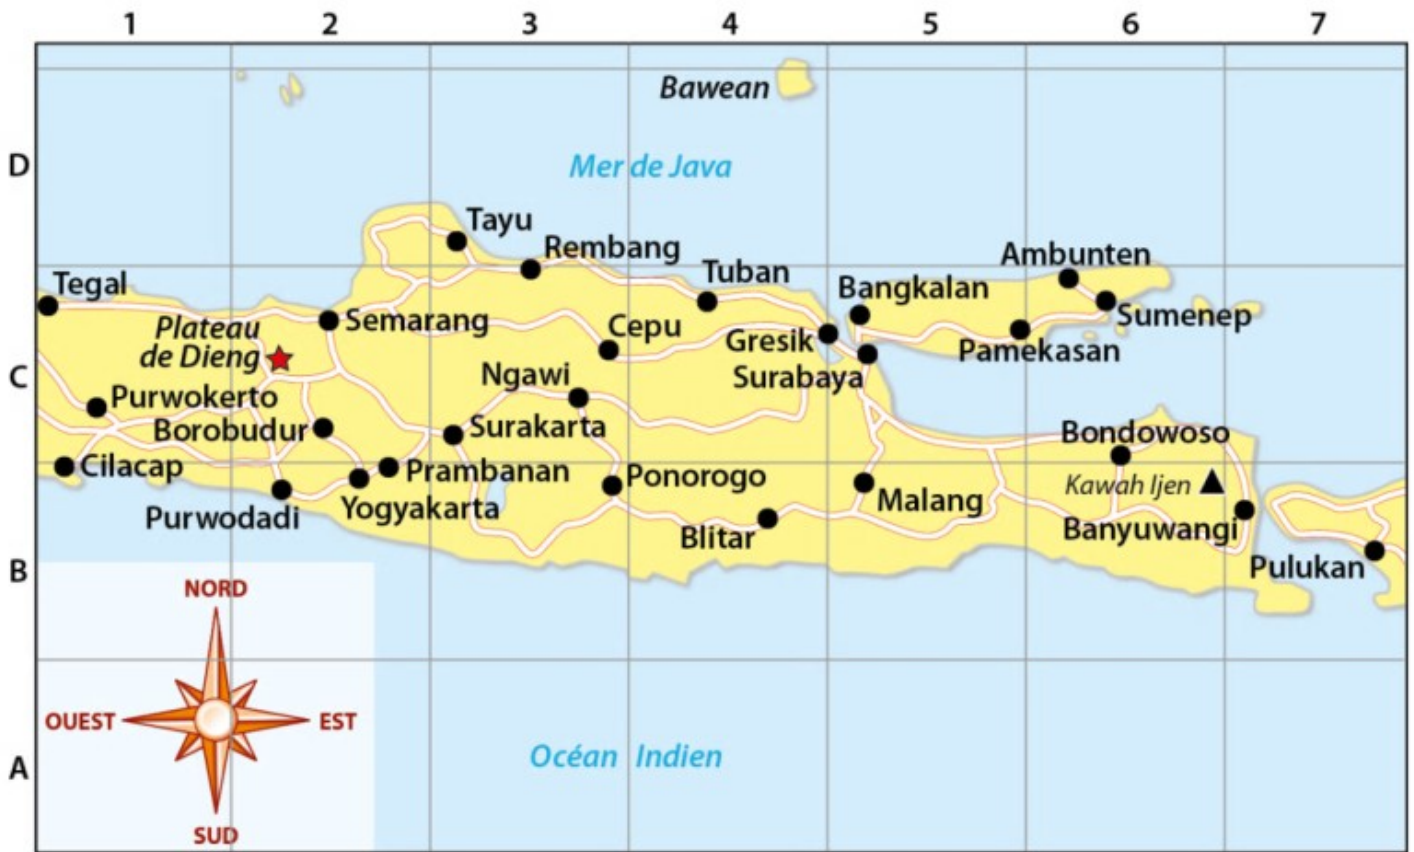 1 2 3 4 5 6 7
Bawean
D
Mer de Java
Tayu
Rembang
Ambunten
Tegal
Tuban
Bangkalan
Plateau
de Dieng
Semarang
Cepu
Gresik
Sumenep
Pamekasan
C
Ngawi
Surabaya
Purwokerto
Borobudur
Surakarta
Bondowoso
Cilacap
Prambanan
Ponorogo
Kawah Ijen
Purwodadi
Yogyakarta
Malang
Blitar
Banyuwangi
B
Pulukan
NORD
OUEST
EST
Océan Indien
A
SUD